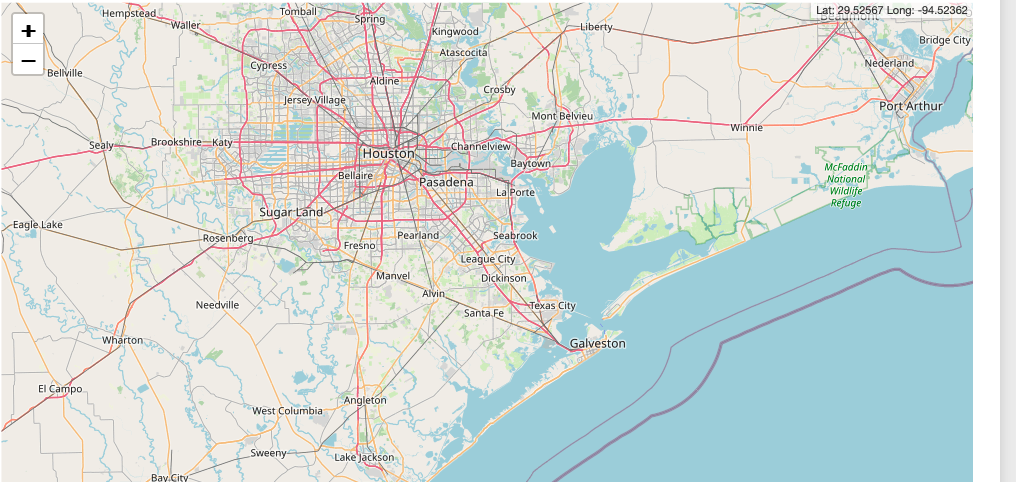 Lat: 29.52567 Long: -94.52362
+
−
Hempstead
Waller
Tomball
Spring
Kingwood
Liberty
Beaumont
Bridge City
Atascocita
Cypress
Bellville
Aldine
Nederland
Crosby
Jersey Village
Port Arthur
Mont Belvieu
Winnie
Sealy
Brookshire
Katy
Houston
Channelview
Baytown
McFaddin
National
Wildlife
Refuge
Bellaire
Pasadena
La Porte
Sugar Land
Eagle Lake
Rosenberg
Pearland
Seabrook
Fresno
League City
Manvel
Dickinson
Alvin
Needville
Texas City
Santa Fe
Wharton
Galveston
El Campo
Angleton
West Columbia
Sweeny
Lake Jackson
Bay City